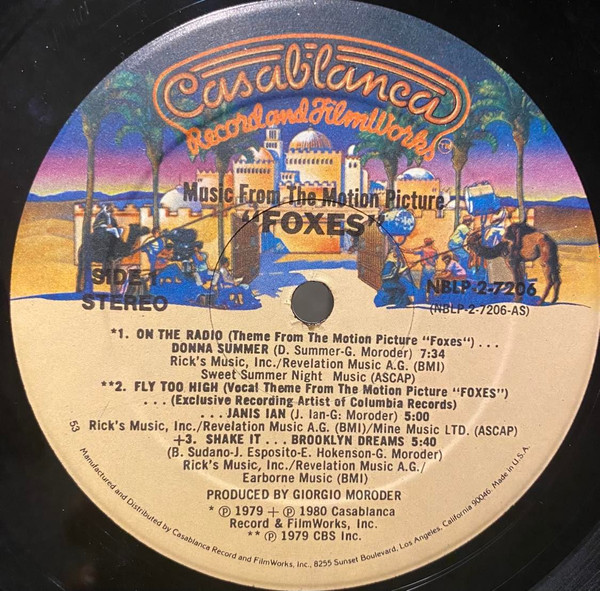 Casablanca
Record and FilmWorks TM
Music From The Motion Picture
"FOXES"
SIDE 1
STEREO
NBLP-2-7206
(NBLP-2-7206-AS)
*1. ON THE RADIO (Theme From The Motion Picture "Foxes") . . .
DONNA SUMMER (D. Summer-G. Moroder) 7:34
Rick's Music, Inc./Revelation Music A.G. (BMI)
Sweet Summer Night Music (ASCAP)
**2. FLY TOO HIGH (Vocal Theme From The Motion Picture "FOXES")
. . . (Exclusive Recording Artist of Columbia Records)
. . . JANIS IAN (J. Ian-G. Moroder) 5:00
Rick's Music, Inc./Revelation Music A.G. (BMI)/Mine Music LTD. (ASCAP)
+3. SHAKE IT . . . BROOKLYN DREAMS 5:40
(B. Sudano-J. Esposito-E. Hokenson-G. Moroder)
Rick's Music, Inc./Revelation Music A.G./
Earborne Music (BMI)
PRODUCED BY GIORGIO MORODER
* Ⓟ 1979 + Ⓟ 1980 Casablanca
Record & FilmWorks, Inc.
** Ⓟ 1979 CBS Inc.
53
Manufactured and Distributed by Casablanca Record and FilmWorks, Inc., 8255 Sunset Boulevard, Los Angeles, California 90046. Made in U.S.A.